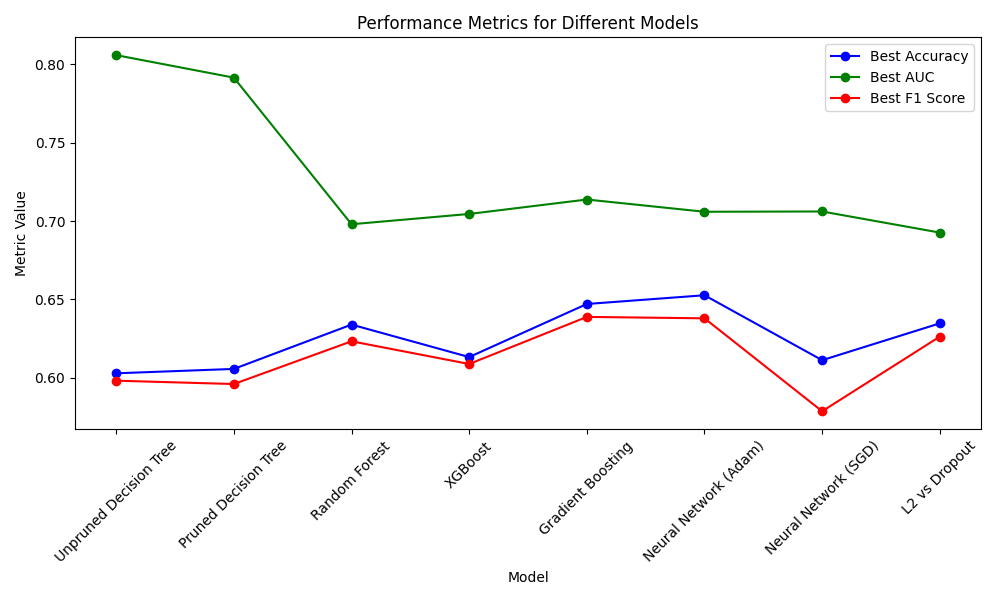 Performance Metrics for Different Models
Best Accuracy
Best AUC
Best F1 Score
Metric Value
0.80
0.75
0.70
0.65
0.60
Unpruned Decision Tree
Pruned Decision Tree
Random Forest
XGBoost
Gradient Boosting
Neural Network (Adam)
Neural Network (SGD)
L2 vs Dropout
Model